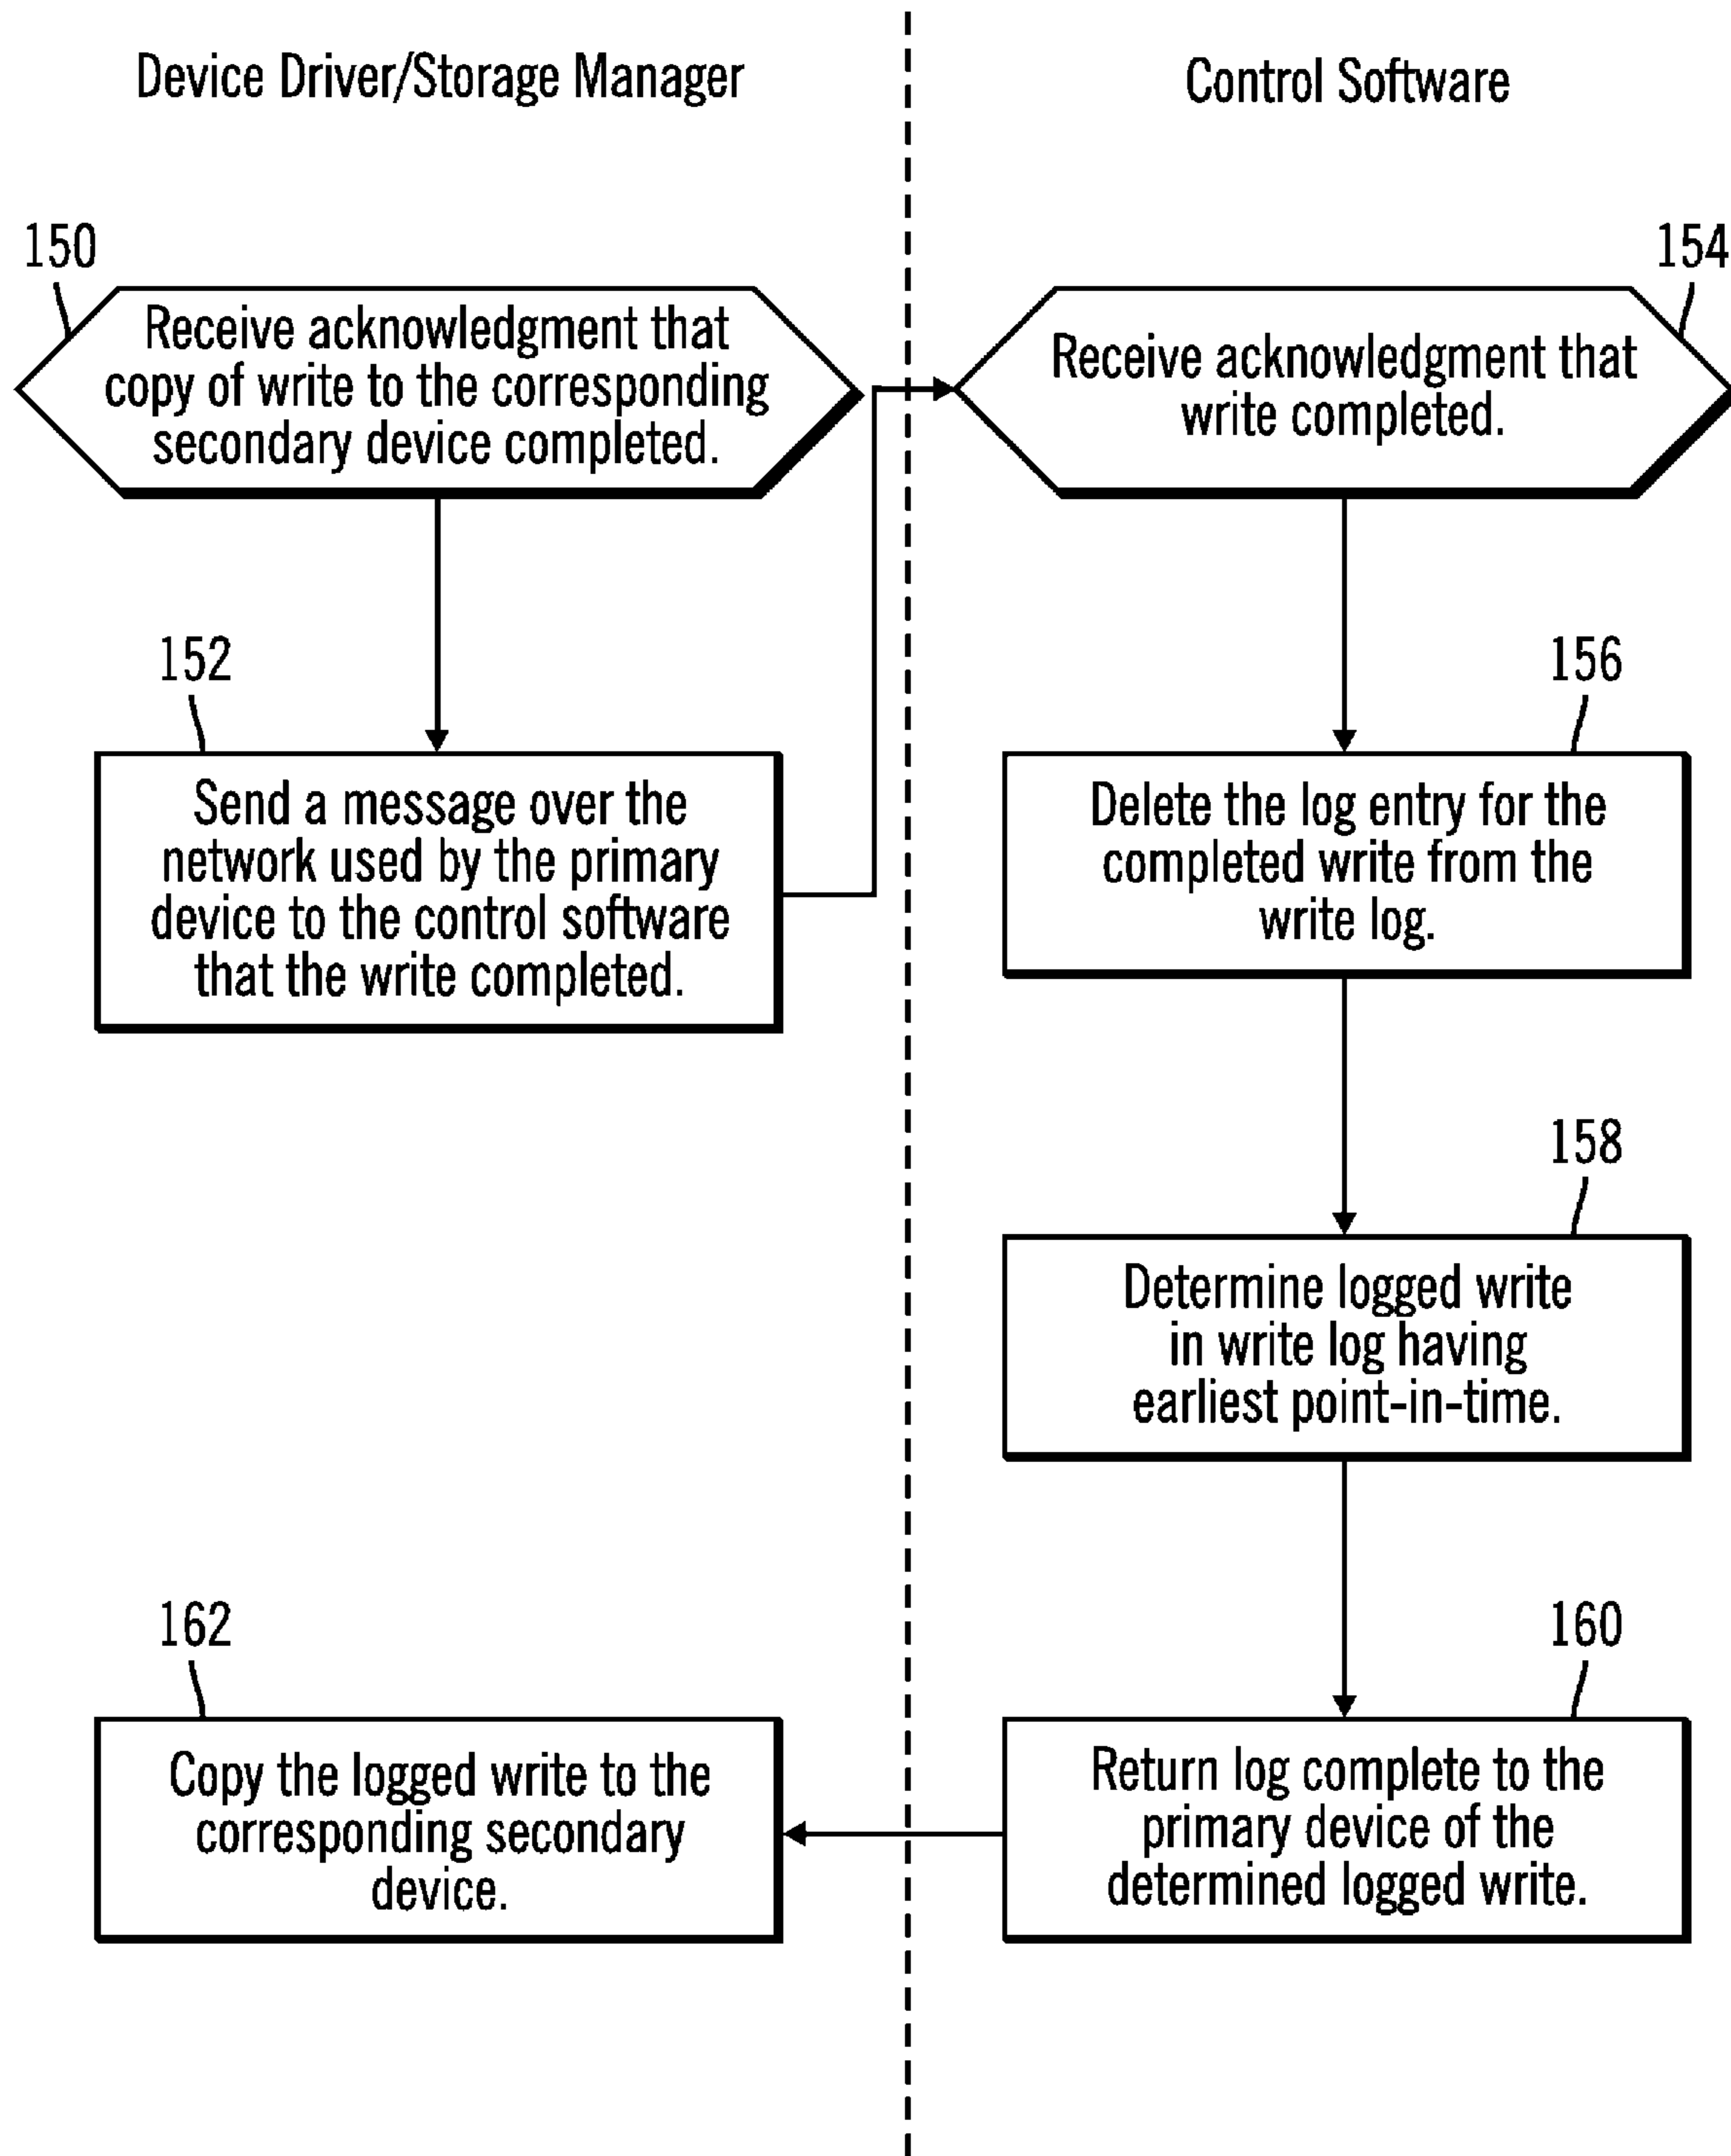 Device Driver/Storage Manager
Control Software
150
Receive acknowledgment that
copy of write to the corresponding
secondary device completed.
154
Receive acknowledgment that
write completed.
152
Send a message over the
network used by the primary
device to the control software
that the write completed.
156
Delete the log entry for the
completed write from the
write log.
158
Determine logged write
in write log having
earliest point-in-time.
160
Return log complete to the
primary device of the
determined logged write.
162
Copy the logged write to the
corresponding secondary
device.